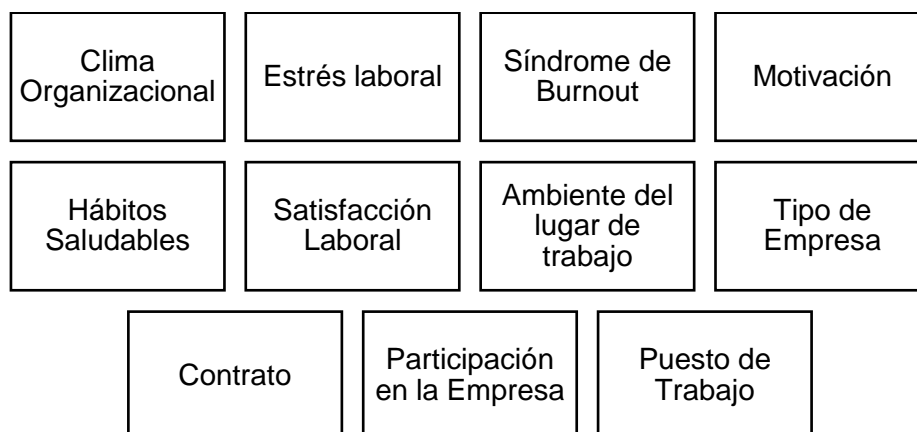 Clima
Organizacional
Estrés laboral
Síndrome de
Burnout
Motivación
Hábitos
Saludables
Satisfacción
Laboral
Ambiente del
lugar de
trabajo
Tipo de
Empresa
Contrato
Participación
en la Empresa
Puesto de
Trabajo